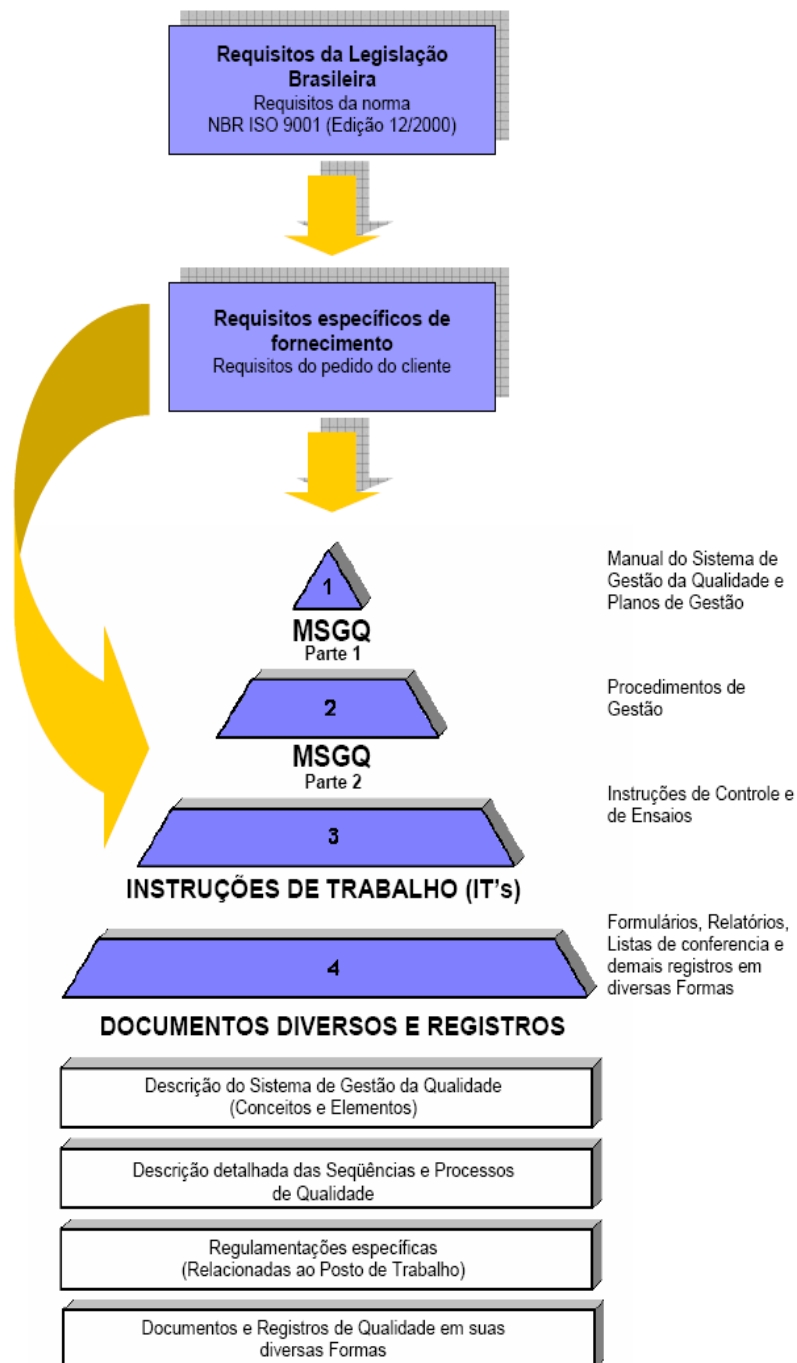 Requisitos da Legislação
Brasileira
Requisitos da norma
NBR ISO 9001 (Edição 12/2000)
Requisitos específicos de
fornecimento
Requisitos do pedido do cliente
1
MSGQ
Parte 1
Manual do Sistema de
Gestão da Qualidade e
Planos de Gestão
2
MSGQ
Parte 2
Procedimentos de
Gestão
3
INSTRUÇÕES DE TRABALHO (IT's)
Instruções de Controle e
de Ensaios
4
DOCUMENTOS DIVERSOS E REGISTROS
Formulários, Relatórios,
Listas de conferencia e
demais registros em
diversas Formas
Descrição do Sistema de Gestão da Qualidade
(Conceitos e Elementos)
Descrição detalhada das Seqüências e Processos
de Qualidade
Regulamentações específicas
(Relacionadas ao Posto de Trabalho)
Documentos e Registros de Qualidade em suas
diversas Formas